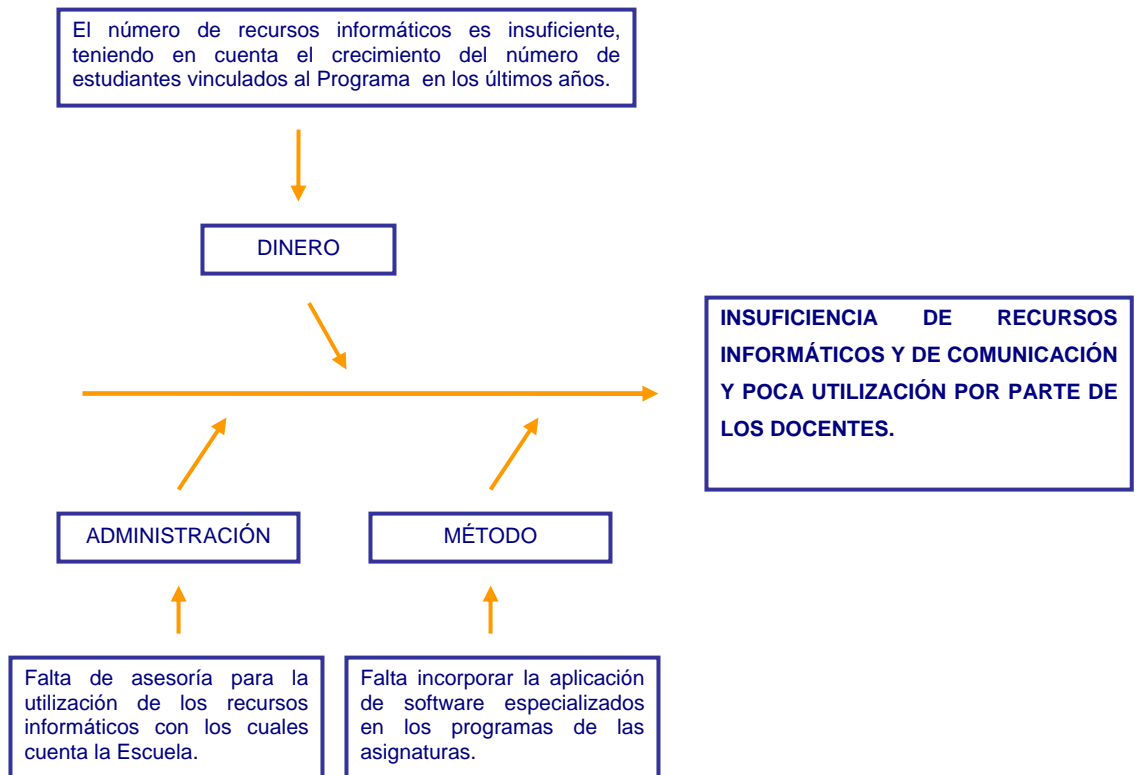 El número de recursos informáticos es insuficiente,
teniendo en cuenta el crecimiento del número de
estudiantes vinculados al Programa en los últimos años.
DINERO
INSUFICIENCIA DE RECURSOS
INFORMÁTICOS Y DE COMUNICACIÓN
Y POCA UTILIZACIÓN POR PARTE DE
LOS DOCENTES.
ADMINISTRACIÓN
MÉTODO
Falta de asesoría para la
utilización de los recursos
informáticos con los cuales
cuenta la Escuela.
Falta incorporar la aplicación
de software especializados
en los programas de las
asignaturas.